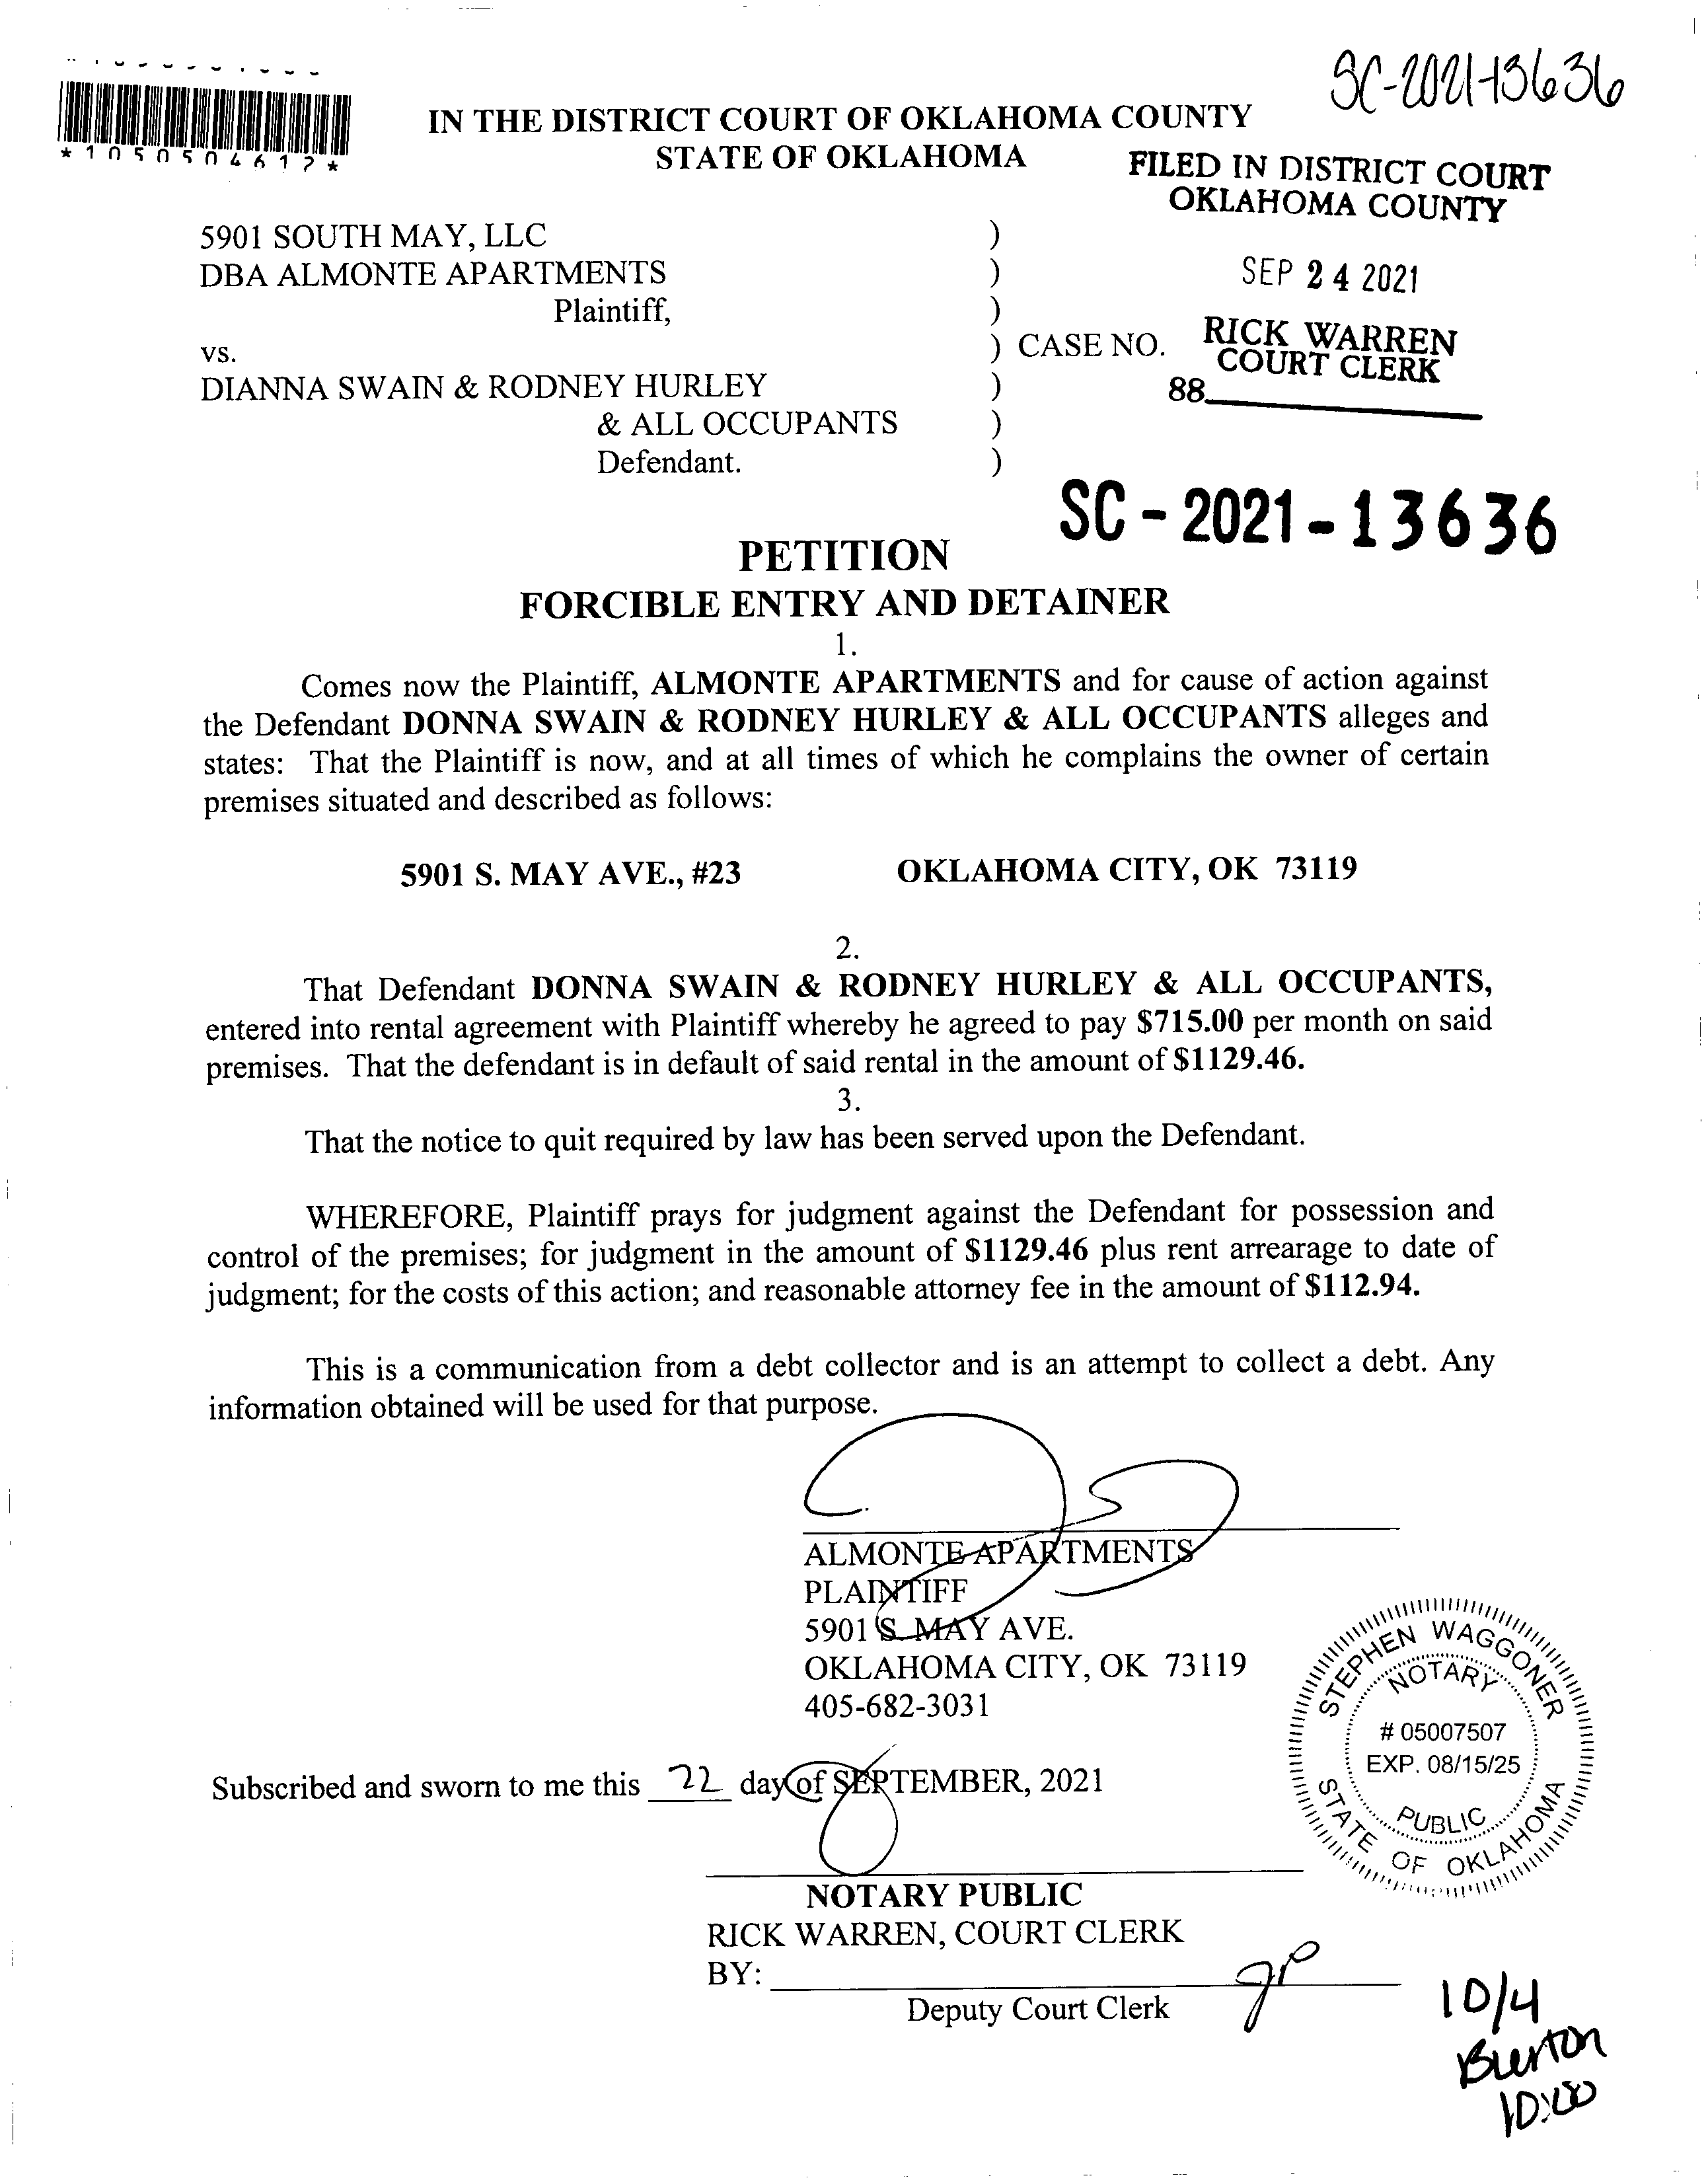 SC-2021-13636
*1050504617*
IN THE DISTRICT COURT OF OKLAHOMA COUNTY
STATE OF OKLAHOMA
FILED IN DISTRICT COURT
OKLAHOMA COUNTY
5901 SOUTH MAY, LLC )
DBA ALMONTE APARTMENTS )
SEP 24 2021
Plaintiff, )
vs. ) CASE NO.
RICK WARREN
COURT CLERK
DIANNA SWAIN & RODNEY HURLEY )
88
& ALL OCCUPANTS )
Defendant. )
SC-2021-13636
PETITION
FORCIBLE ENTRY AND DETAINER
1.
Comes now the Plaintiff, ALMONTE APARTMENTS and for cause of action against
the Defendant DONNA SWAIN & RODNEY HURLEY & ALL OCCUPANTS alleges and
states: That the Plaintiff is now, and at all times of which he complains the owner of certain
premises situated and described as follows:
5901 S. MAY AVE., #23 OKLAHOMA CITY, OK 73119
2.
That Defendant DONNA SWAIN & RODNEY HURLEY & ALL OCCUPANTS,
entered into rental agreement with Plaintiff whereby he agreed to pay $715.00 per month on said
premises. That the defendant is in default of said rental in the amount of $1129.46.
3.
That the notice to quit required by law has been served upon the Defendant.
WHEREFORE, Plaintiff prays for judgment against the Defendant for possession and
control of the premises; for judgment in the amount of $1129.46 plus rent arrearage to date of
judgment; for the costs of this action; and reasonable attorney fee in the amount of $112.94.
This is a communication from a debt collector and is an attempt to collect a debt. Any
information obtained will be used for that purpose.
ALMONTE APARTMENTS
PLAINTIFF
5901 S. MAY AVE.
OKLAHOMA CITY, OK 73119
405-682-3031
STEPHEN WAGGONER
NOTARY
# 05007507
EXP. 08/15/25
PUBLIC
STATE OF OKLAHOMA
Subscribed and sworn to me this 22 day of SEPTEMBER, 2021
NOTARY PUBLIC
RICK WARREN, COURT CLERK
BY: JP
Deputy Court Clerk
10/4
Burton
10:00